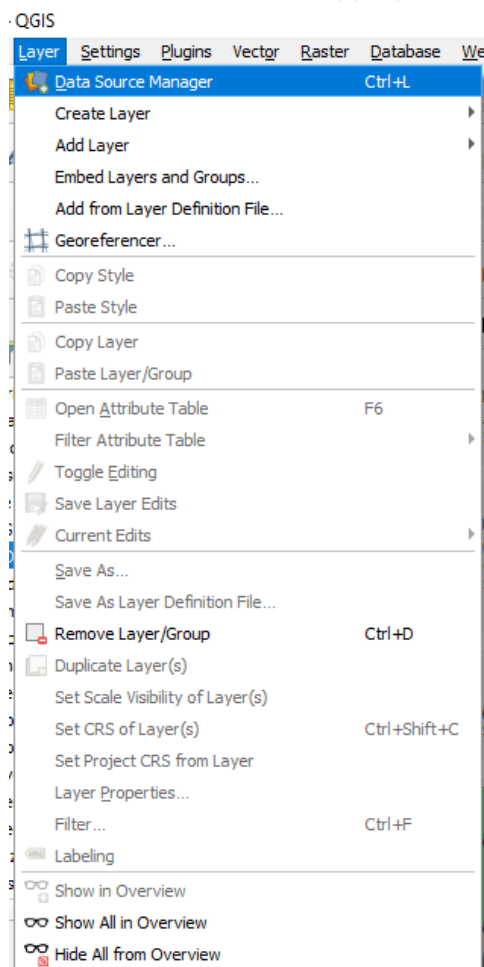 - QGIS
Layer Settings Plugins Vector Raster Database We
Data Source Manager Ctrl+L
Create Layer
Add Layer
Embed Layers and Groups...
Add from Layer Definition File...
Georeferencer...
Copy Style
Paste Style
Copy Layer
Paste Layer/Group
Open Attribute Table F6
Filter Attribute Table
Toggle Editing
Save Layer Edits
Current Edits
Save As...
Save As Layer Definition File...
Remove Layer/Group Ctrl+D
Duplicate Layer(s)
Set Scale Visibility of Layer(s)
Set CRS of Layer(s) Ctrl+Shift+C
Set Project CRS from Layer
Layer Properties...
Filter... Ctrl+F
abc Labeling
Show in Overview
Show All in Overview
Hide All from Overview